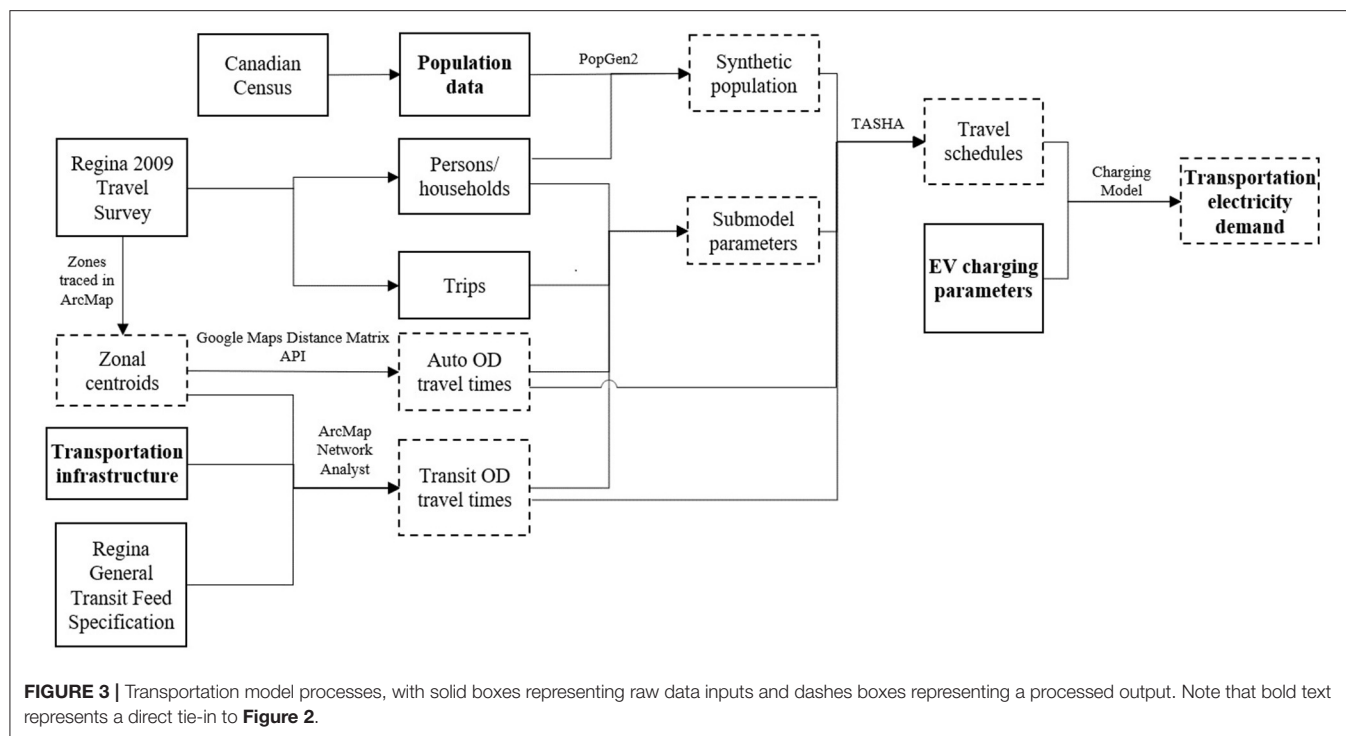 Canadian
Census
Population
data
PopGen2
Synthetic
population
TASHA
Travel
schedules
Charging
Model
Transportation
electricity
demand
Regina 2009
Travel
Survey
Persons/
households
Submodel
parameters
EV charging
parameters
Trips
Zones
traced in
ArcMap
Zonal
centroids
Google Maps Distance Matrix
API
Auto OD
travel times
Transportation
infrastructure
ArcMap
Network
Analyst
Transit OD
travel times
Regina
General
Transit Feed
Specification
FIGURE 3 | Transportation model processes, with solid boxes representing raw data inputs and dashes boxes representing a processed output. Note that bold text
represents a direct tie-in to Figure 2.